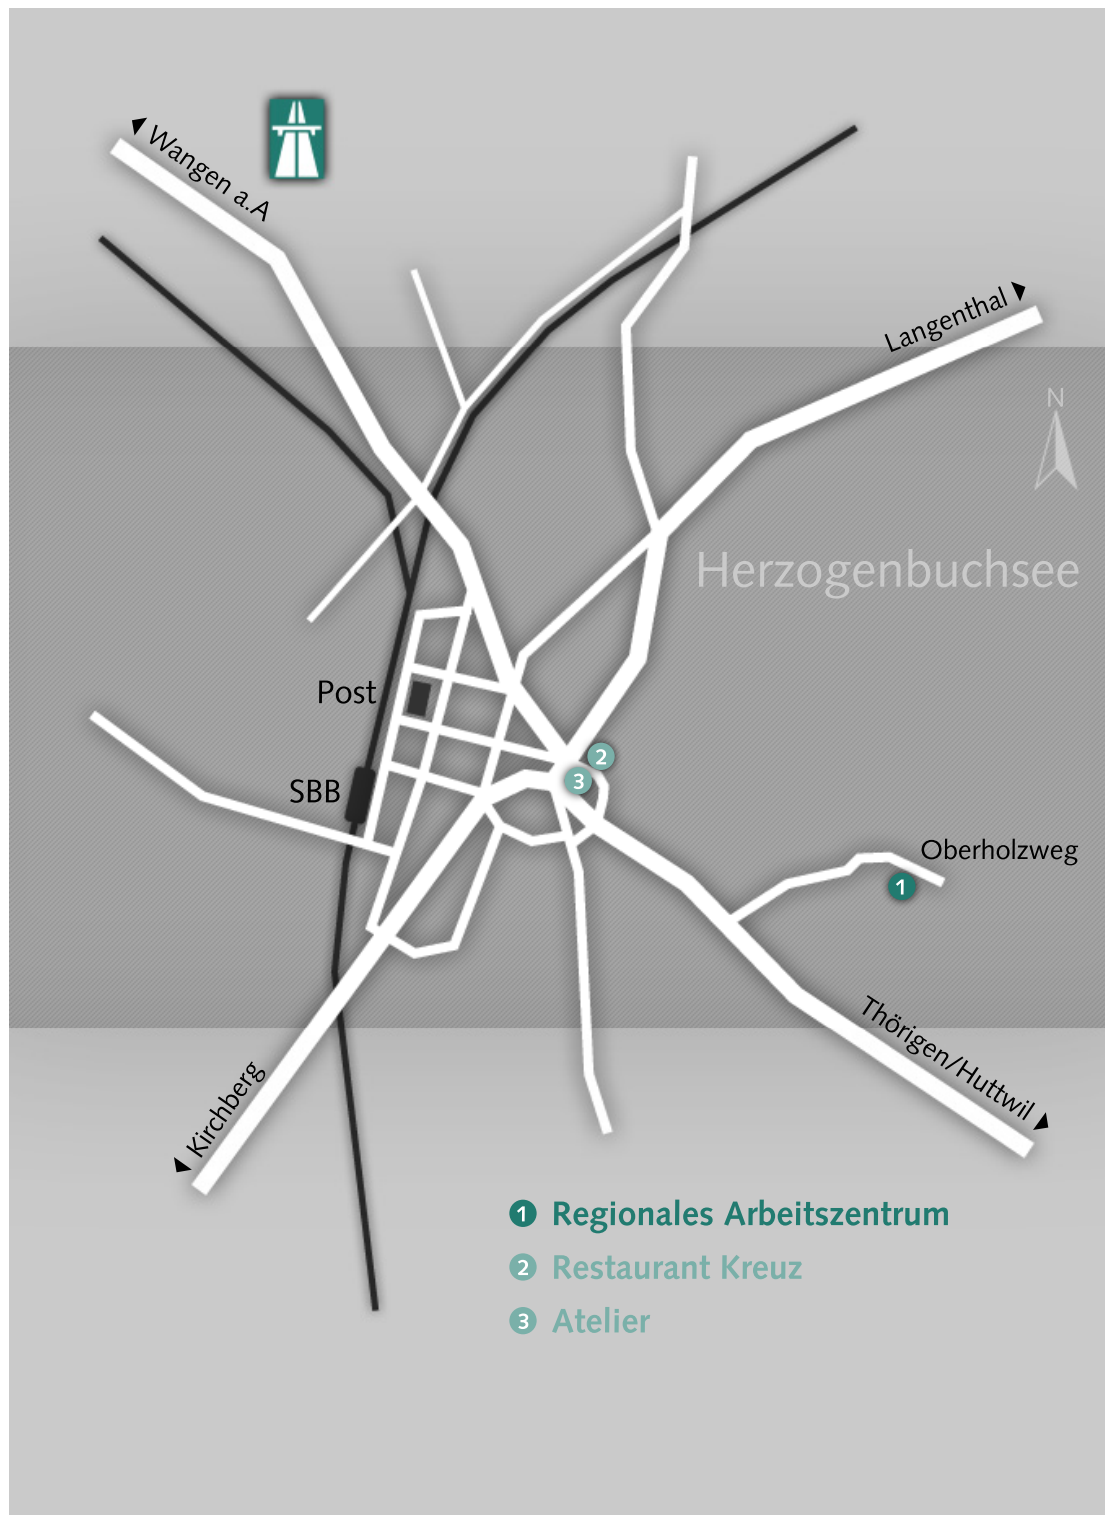 Wangen a.A
Langenthal
N
Herzogenbuchsee
Post
SBB
2
3
Oberholzweg
1
Thörigen/Huttwil
Kirchberg
1 Regionales Arbeitszentrum
2 Restaurant Kreuz
3 Atelier